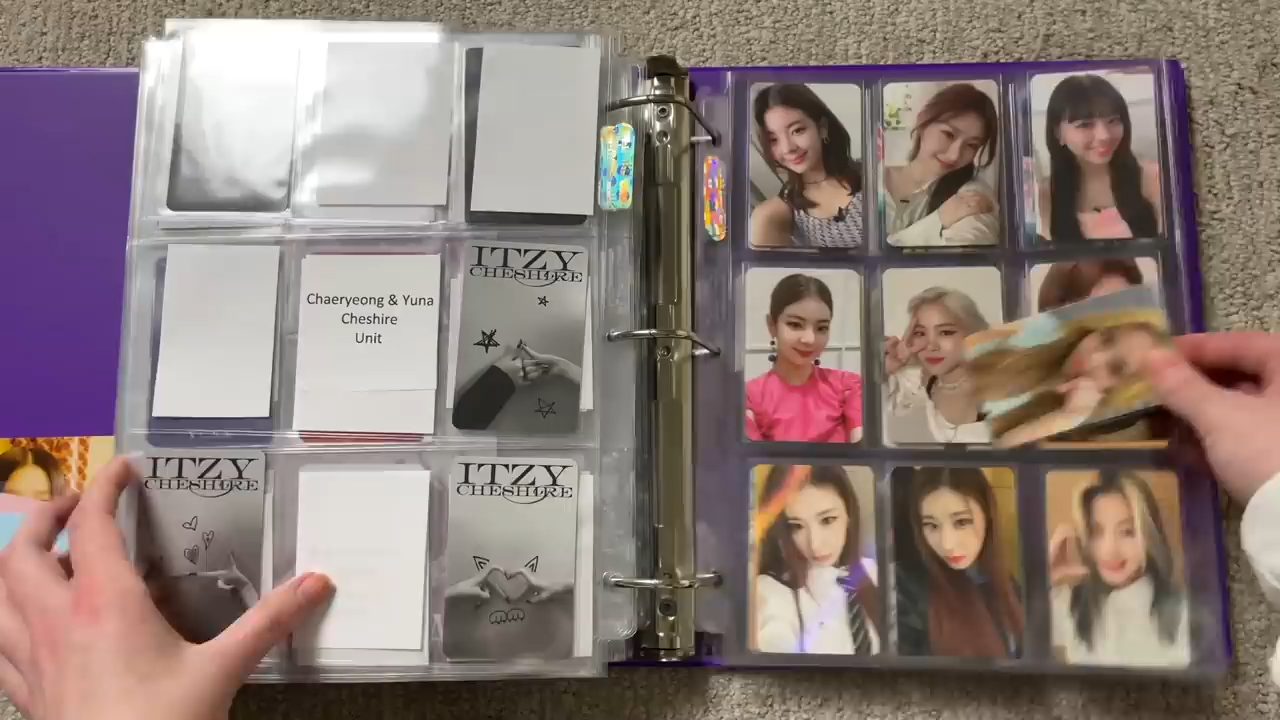 ITZY
CHESHIRE
Chaeryeong & Yuna
Cheshire
Unit
ITZY
CHESHIRE
ITZY
CHESHIRE